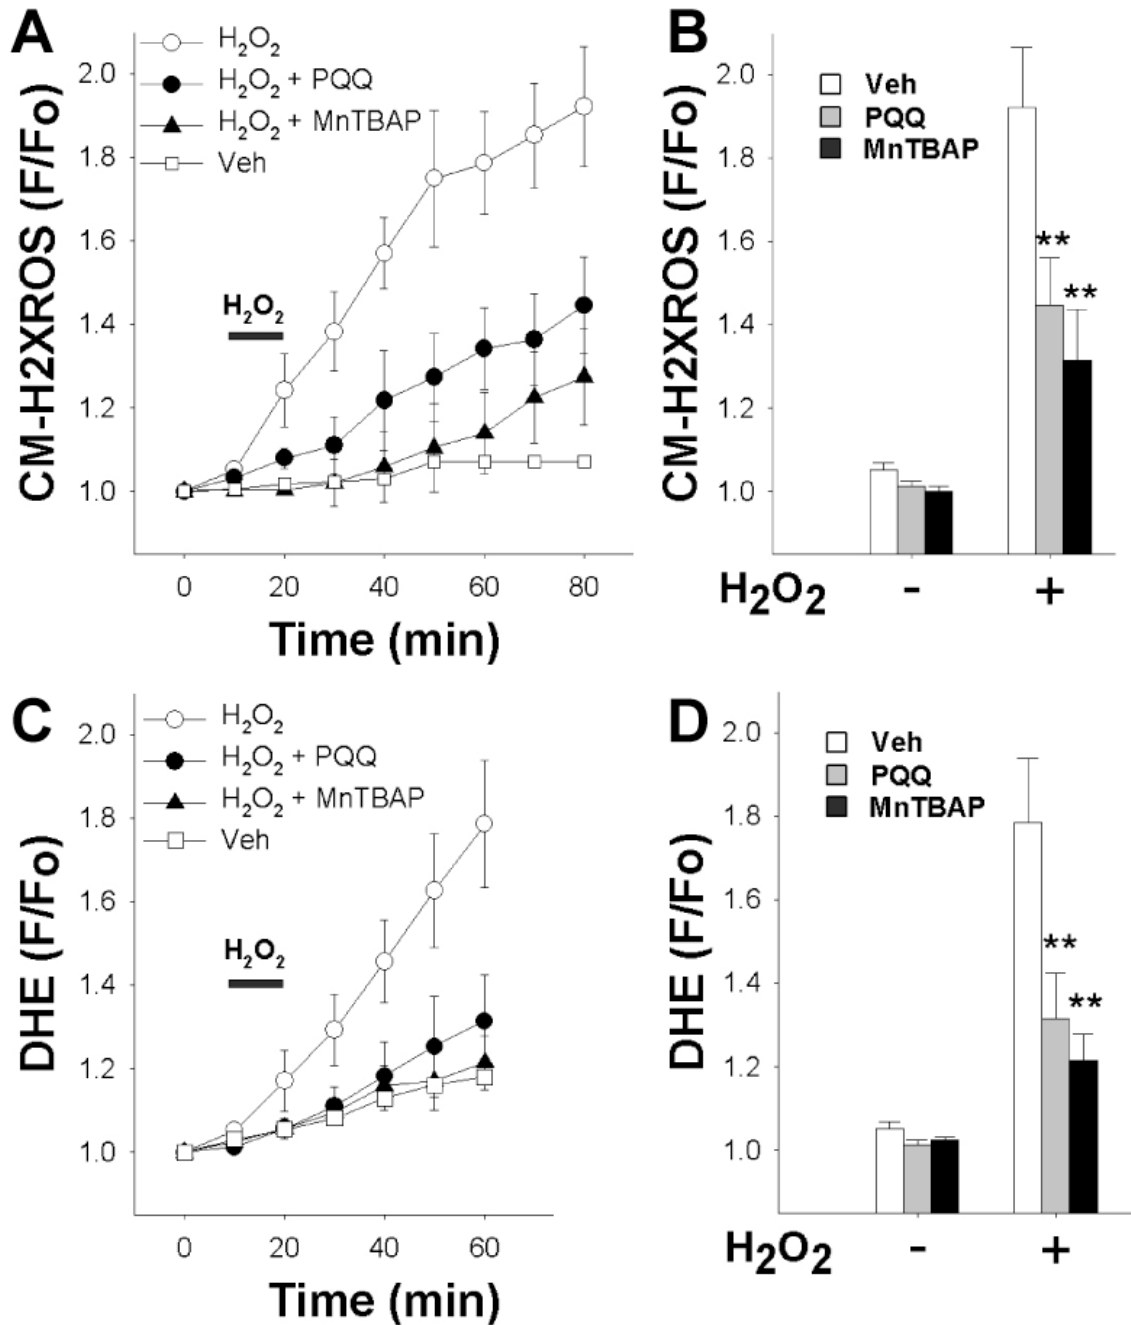 A
H₂O₂
H₂O₂ + PQQ
H₂O₂ + MnTBAP
Veh
CM-H2XROS (F/Fo)
2.0
1.8
1.6
1.4
1.2
1.0
H₂O₂
0 20 40 60 80
Time (min)
B
Veh
PQQ
MnTBAP
CM-H2XROS (F/Fo)
2.0
1.8
1.6
1.4
1.2
1.0
**
**
H₂O₂ - +
C
H₂O₂
H₂O₂ + PQQ
H₂O₂ + MnTBAP
Veh
DHE (F/Fo)
2.0
1.8
1.6
1.4
1.2
1.0
H₂O₂
0 20 40 60
Time (min)
D
Veh
PQQ
MnTBAP
DHE (F/Fo)
2.0
1.8
1.6
1.4
1.2
1.0
**
**
H₂O₂ - +